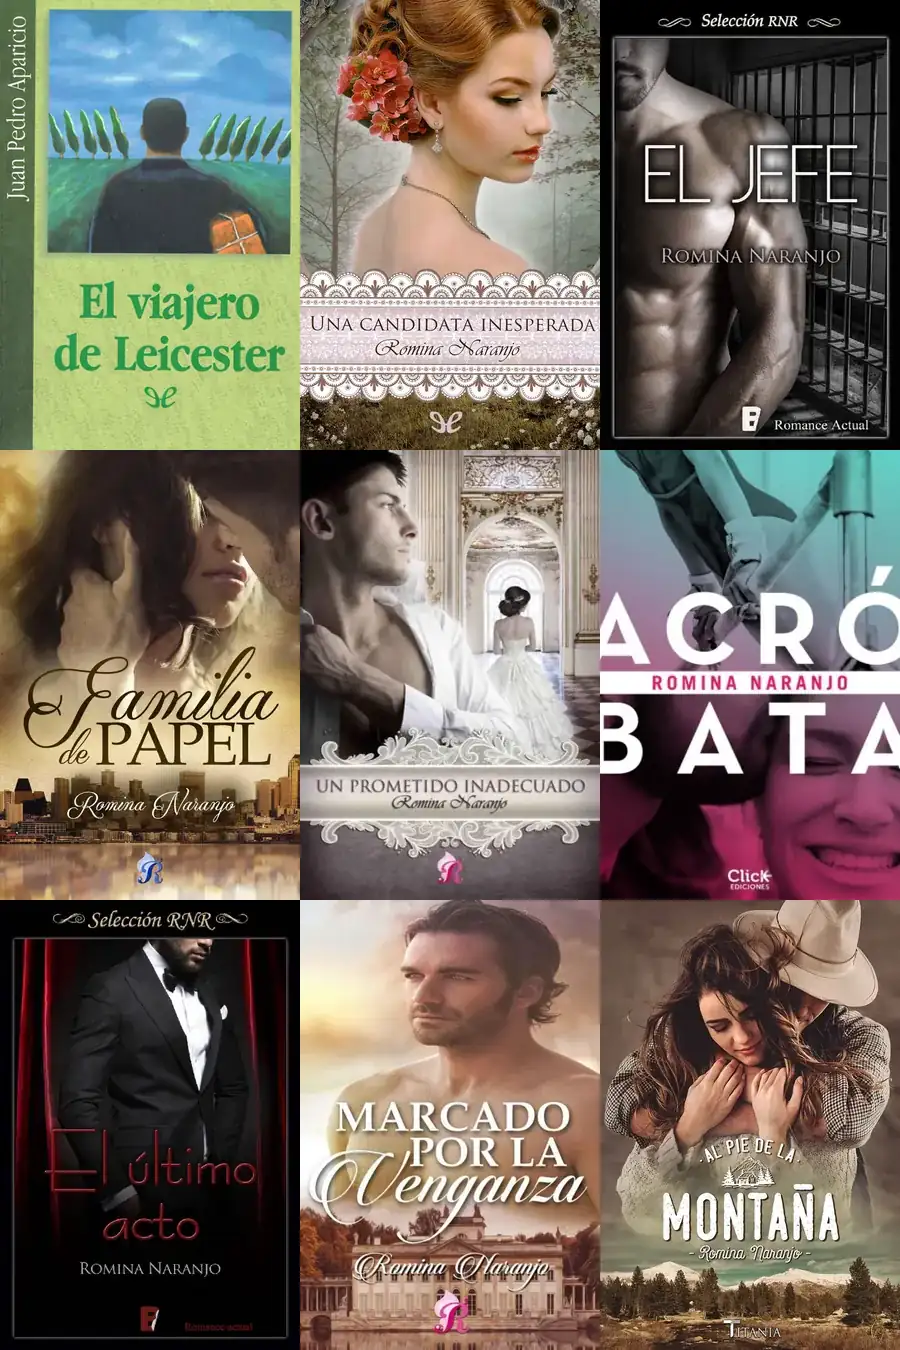 Juan Pedro Aparicio
El viajero
de Leicester
UNA CANDIDATA INESPERADA
Romina Naranjo
Selección RNR
EL JEFE
ROMINA NARANJO
B
Romance Actual
Familia
de PAPEL
Romina Naranjo
R
UN PROMETIDO INADECUADO
Romina Naranjo
R
ACRÓ
ROMINA NARANJO
BATA
Click
EDICIONES
Selección RNR
El último
acto
ROMINA NARANJO
B
Romance actual
MARCADO
POR LA
Venganza
Romina Naranjo
R
AL PIE DE LA
MONTAÑA
- Romina Naranjo -
TITANIA